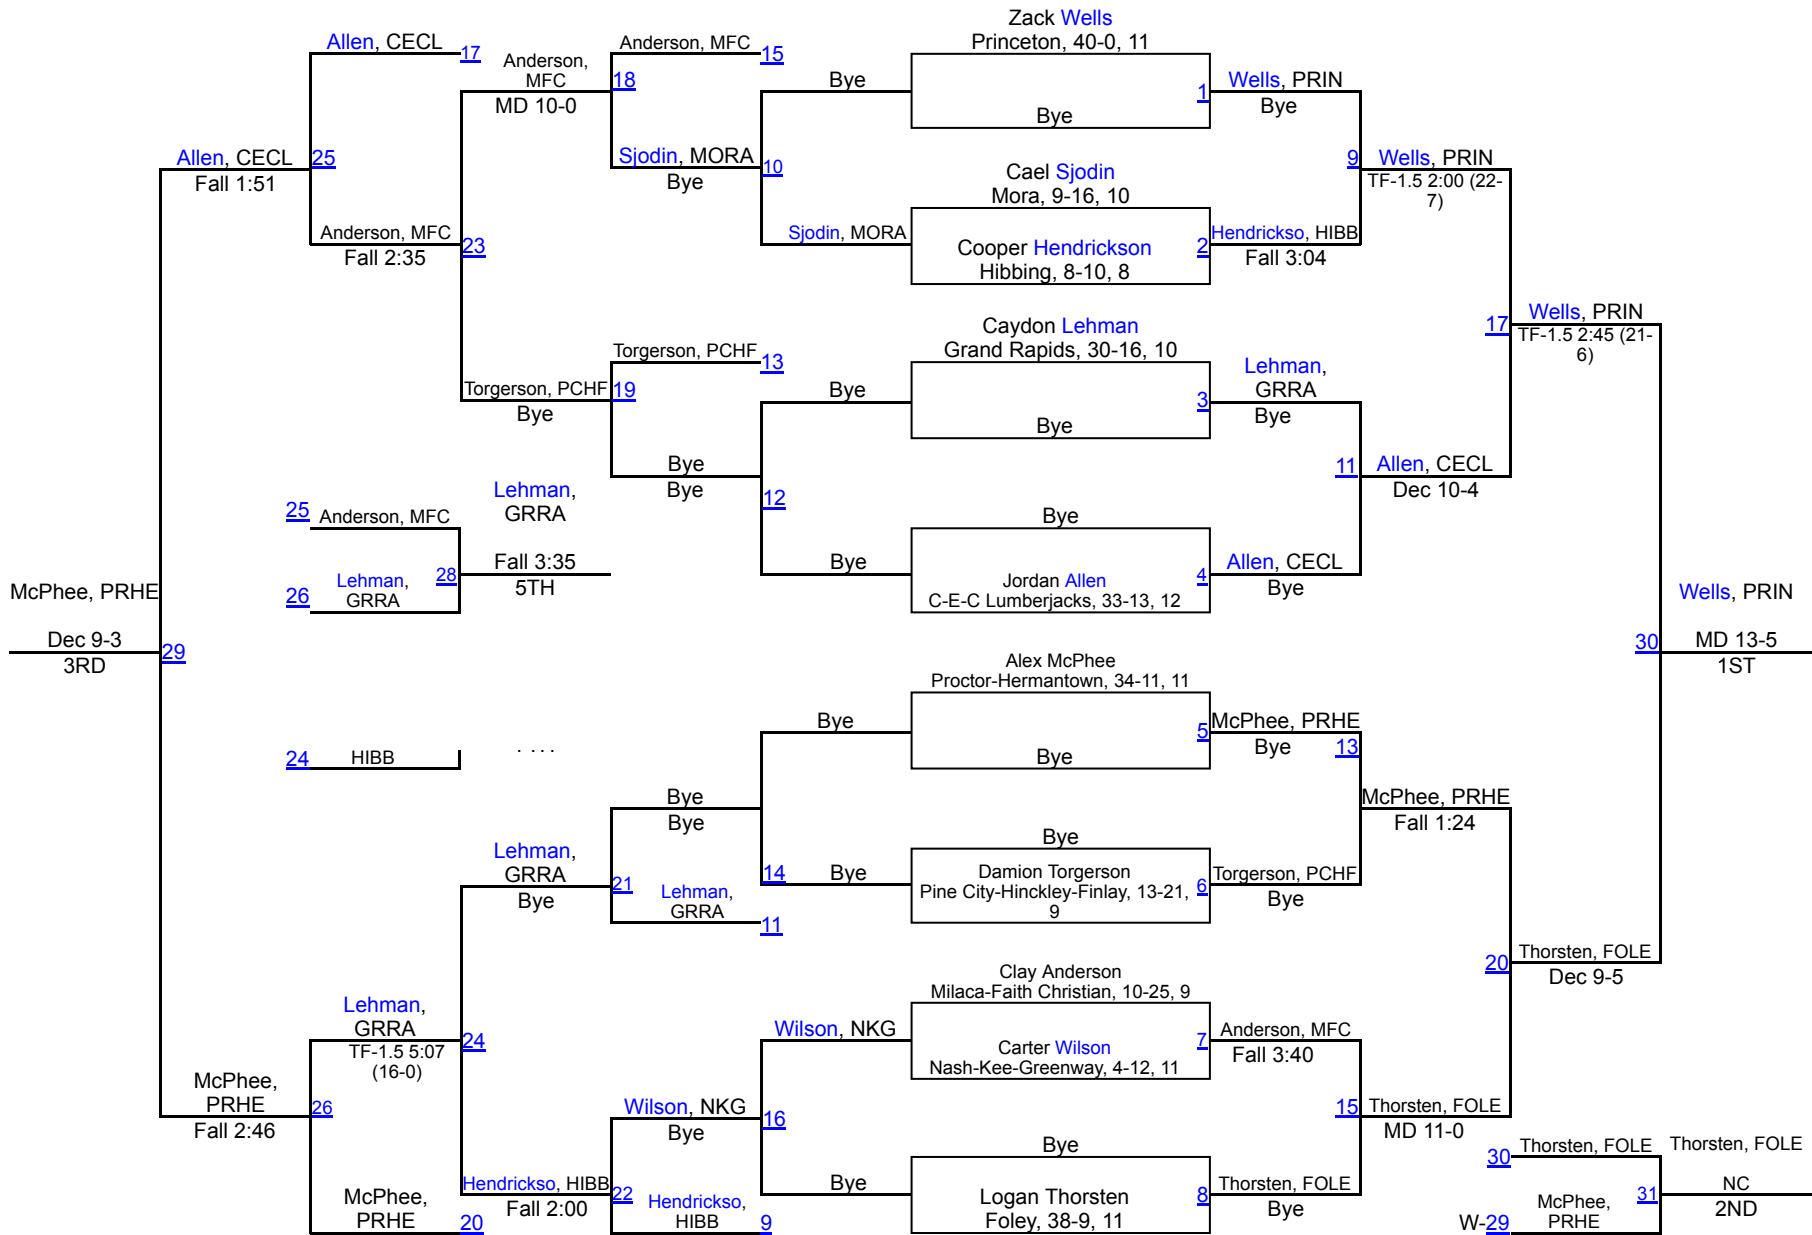 Zack Wells
Princeton, 40-0, 11
Allen, CECL
17
Anderson, MFC
15
Anderson,
MFC
18
MD 10-0
Bye
1
Wells, PRIN
Bye
Bye
Sjodin, MORA
10
Bye
Allen, CECL
25
Fall 1:51
Cael Sjodin
Mora, 9-16, 10
9
Wells, PRIN
TF-1.5 2:00 (22-
7)
Anderson, MFC
23
Fall 2:35
Sjodin, MORA
Cooper Hendrickson
Hibbing, 8-10, 8
2
Hendrickso, HIBB
Fall 3:04
Caydon Lehman
Grand Rapids, 30-16, 10
17
Wells, PRIN
TF-1.5 2:45 (21-
6)
Torgerson, PCHF
13
Torgerson, PCHF
19
Bye
Bye
3
Lehman,
GRRA
Bye
Bye
Bye
Bye
12
11
Allen, CECL
Dec 10-4
25
Anderson, MFC
Lehman,
GRRA
28
Fall 3:35
5TH
26
Lehman,
GRRA
Bye
Bye
Jordan Allen
C-E-C Lumberjacks, 33-13, 12
4
Allen, CECL
Bye
McPhee, PRHE
Dec 9-3
3RD
29
Wells, PRIN
30
MD 13-5
1ST
Alex McPhee
Proctor-Hermantown, 34-11, 11
Bye
5
McPhee, PRHE
Bye
Bye
13
24
HIBB
Bye
Bye
McPhee, PRHE
Fall 1:24
Lehman,
GRRA
21
Bye
14
Bye
Bye
Damion Torgerson
Pine City-Hinckley-Finlay, 13-21,
9
6
Torgerson, PCHF
Bye
Lehman,
GRRA
11
20
Thorsten, FOLE
Dec 9-5
Clay Anderson
Milaca-Faith Christian, 10-25, 9
Lehman,
GRRA
24
TF-1.5 5:07
(16-0)
Wilson, NKG
Carter Wilson
Nash-Kee-Greenway, 4-12, 11
7
Anderson, MFC
Fall 3:40
McPhee,
PRHE
26
Fall 2:46
Wilson, NKG
16
Bye
15
Thorsten, FOLE
MD 11-0
Bye
Hendrickso, HIBB
22
Fall 2:00
Bye
Logan Thorsten
Foley, 38-9, 11
8
Thorsten, FOLE
Bye
McPhee,
PRHE
20
Hendrickso,
HIBB
9
30
Thorsten, FOLE
Thorsten, FOLE
31
NC
2ND
W-29
McPhee,
PRHE